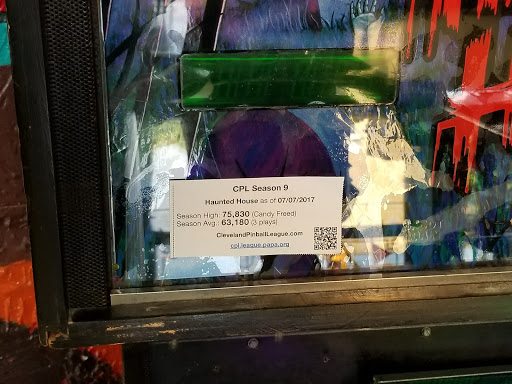 CPL Season 9
Haunted House as of 07/07/2017
Season High: 75,830 (Candy Freed)
Season Avg.: 63,180 (3 plays)
ClevelandPinballLeague.com
cpl.league.papa.org